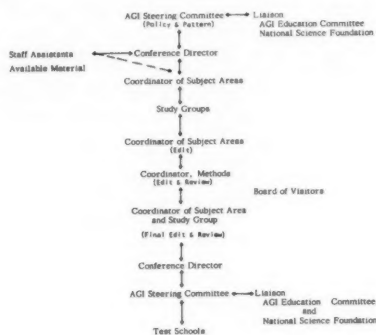 AGI Steering Committee Liaison
(Policy & Pattern) AGI Education Committee
National Science Foundation
Staff Assistants Conference Director
Available Material
Coordinator of Subject Areas
Study Groups
Coordinator of Subject Areas
(Edit)
Coordinator, Methods
(Edit & Review)
Board of Visitors
Coordinator of Subject Area
and Study Group
(Final Edit & Review)
Conference Director
AGI Steering Committee Liaison
AGI Education Committee
and
National Science Foundation
Test Schools